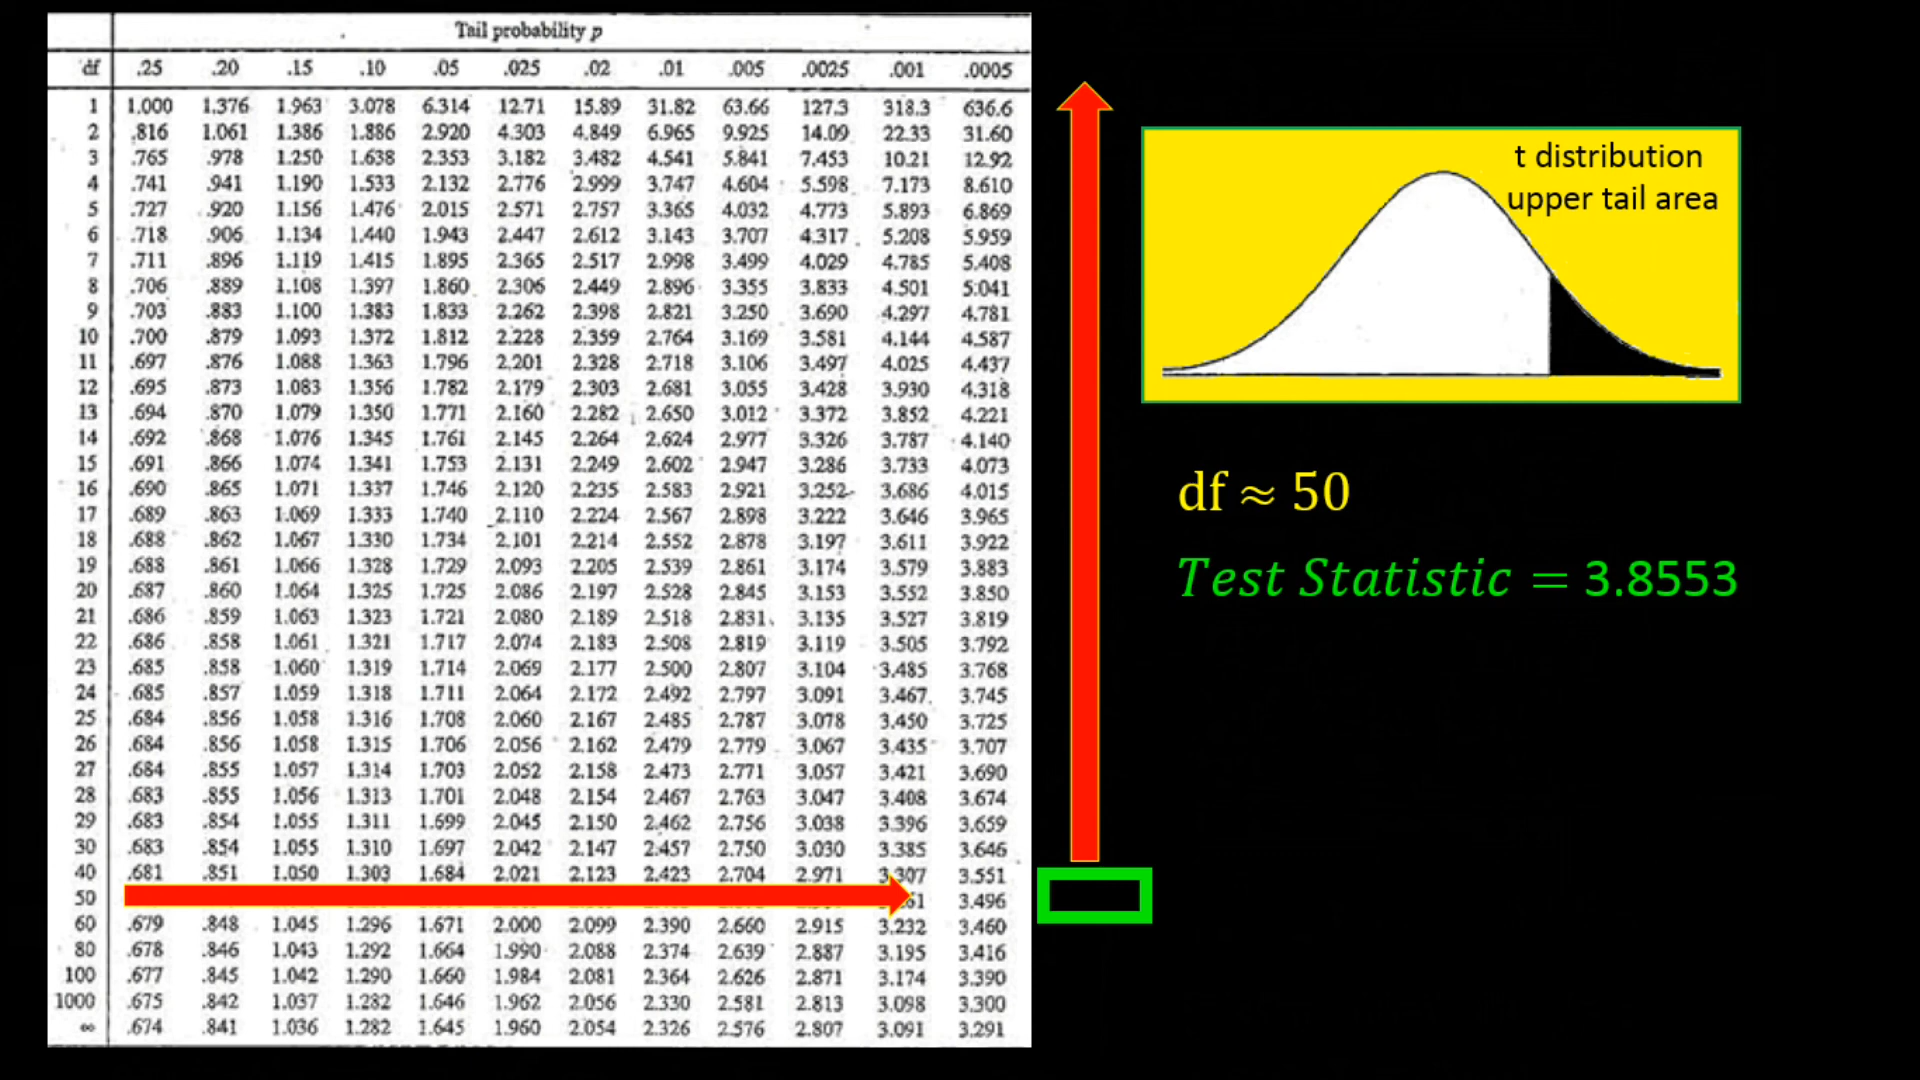 Tail probability p
df .25 .20 .15 .10 .05 .025 .02 .01 .005 .0025 .001 .0005
1 1.000 1.376 1.963 3.078 6.314 12.71 15.89 31.82 63.66 127.3 318.3 636.6
2 .816 1.061 1.386 1.886 2.920 4.303 4.849 6.965 9.925 14.09 22.33 31.60
3 .765 .978 1.250 1.638 2.353 3.182 3.482 4.541 5.841 7.453 10.21 12.92
4 .741 .941 1.190 1.533 2.132 2.776 2.999 3.747 4.604 5.598 7.173 8.610
5 .727 .920 1.156 1.476 2.015 2.571 2.757 3.365 4.032 4.773 5.893 6.869
6 .718 .906 1.134 1.440 1.943 2.447 2.612 3.143 3.707 4.317 5.208 5.959
7 .711 .896 1.119 1.415 1.895 2.365 2.517 2.998 3.499 4.029 4.785 5.408
8 .706 .889 1.108 1.397 1.860 2.306 2.449 2.896 3.355 3.833 4.501 5.041
9 .703 .883 1.100 1.383 1.833 2.262 2.398 2.821 3.250 3.690 4.297 4.781
10 .700 .879 1.093 1.372 1.812 2.228 2.359 2.764 3.169 3.581 4.144 4.587
11 .697 .876 1.088 1.363 1.796 2.201 2.328 2.718 3.106 3.497 4.025 4.437
12 .695 .873 1.083 1.356 1.782 2.179 2.303 2.681 3.055 3.428 3.930 4.318
13 .694 .870 1.079 1.350 1.771 2.160 2.282 2.650 3.012 3.372 3.852 4.221
14 .692 .868 1.076 1.345 1.761 2.145 2.264 2.624 2.977 3.326 3.787 4.140
15 .691 .866 1.074 1.341 1.753 2.131 2.249 2.602 2.947 3.286 3.733 4.073
16 .690 .865 1.071 1.337 1.746 2.120 2.235 2.583 2.921 3.252 3.686 4.015
17 .689 .863 1.069 1.333 1.740 2.110 2.224 2.567 2.898 3.222 3.646 3.965
18 .688 .862 1.067 1.330 1.734 2.101 2.214 2.552 2.878 3.197 3.611 3.922
19 .688 .861 1.066 1.328 1.729 2.093 2.205 2.539 2.861 3.174 3.579 3.883
20 .687 .860 1.064 1.325 1.725 2.086 2.197 2.528 2.845 3.153 3.552 3.850
21 .686 .859 1.063 1.323 1.721 2.080 2.189 2.518 2.831 3.135 3.527 3.819
22 .686 .858 1.061 1.321 1.717 2.074 2.183 2.508 2.819 3.119 3.505 3.792
23 .685 .858 1.060 1.319 1.714 2.069 2.177 2.500 2.807 3.104 3.485 3.768
24 .685 .857 1.059 1.318 1.711 2.064 2.172 2.492 2.797 3.091 3.467 3.745
25 .684 .856 1.058 1.316 1.708 2.060 2.167 2.485 2.787 3.078 3.450 3.725
26 .684 .856 1.058 1.315 1.706 2.056 2.162 2.479 2.779 3.067 3.435 3.707
27 .684 .855 1.057 1.314 1.703 2.052 2.158 2.473 2.771 3.057 3.421 3.690
28 .683 .855 1.056 1.313 1.701 2.048 2.154 2.467 2.763 3.047 3.408 3.674
29 .683 .854 1.055 1.311 1.699 2.045 2.150 2.462 2.756 3.038 3.396 3.659
30 .683 .854 1.055 1.310 1.697 2.042 2.147 2.457 2.750 3.030 3.385 3.646
40 .681 .851 1.050 1.303 1.684 2.021 2.123 2.423 2.704 2.971 3.307 3.551
50 3.496
60 .679 .848 1.045 1.296 1.671 2.000 2.099 2.390 2.660 2.915 3.232 3.460
80 .678 .846 1.043 1.292 1.664 1.990 2.088 2.374 2.639 2.887 3.195 3.416
100 .677 .845 1.042 1.290 1.660 1.984 2.081 2.364 2.626 2.871 3.174 3.390
1000 .675 .842 1.037 1.282 1.646 1.962 2.056 2.330 2.581 2.813 3.098 3.300
∞ .674 .841 1.036 1.282 1.645 1.960 2.054 2.326 2.576 2.807 3.091 3.291
t distribution
upper tail area
df ≈ 50
Test Statistic = 3.8553